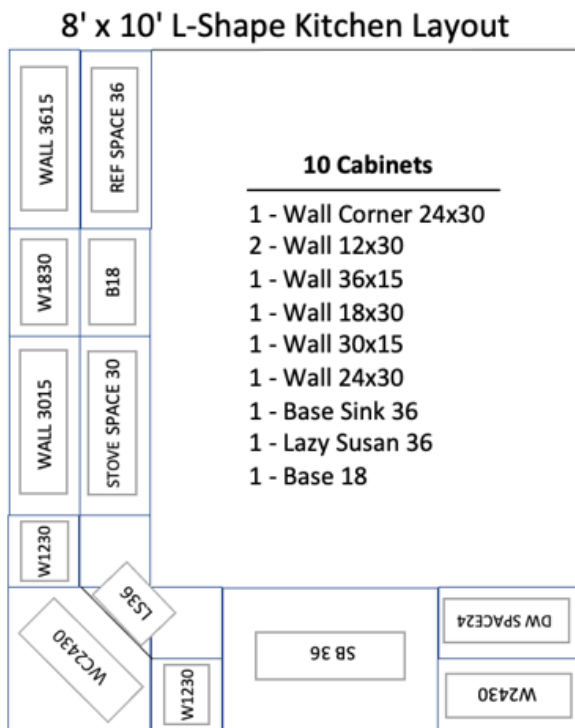 8' x 10' L-Shape Kitchen Layout
WALL 3615
REF SPACE 36
10 Cabinets
1 - Wall Corner 24x30
2 - Wall 12x30
1 - Wall 36x15
1 - Wall 18x30
1 - Wall 30x15
1 - Wall 24x30
1 - Base Sink 36
1 - Lazy Susan 36
1 - Base 18
W1830
B18
WALL 3015
STOVE SPACE 30
W1230
LS36
WC2430
W1230
SB 36
DW SPACE24
W2430